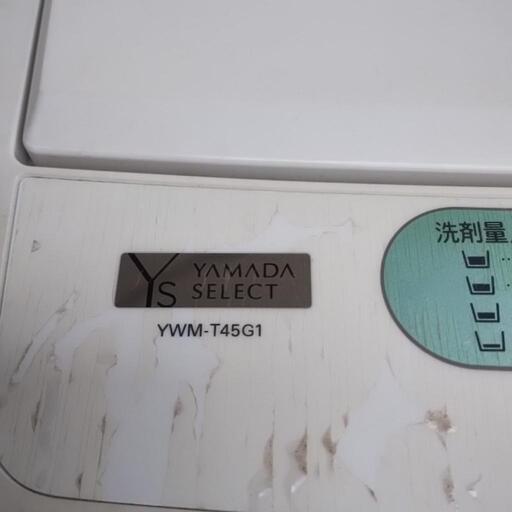 YS YAMADA
SELECT
YWM-T45G1
洗剤量